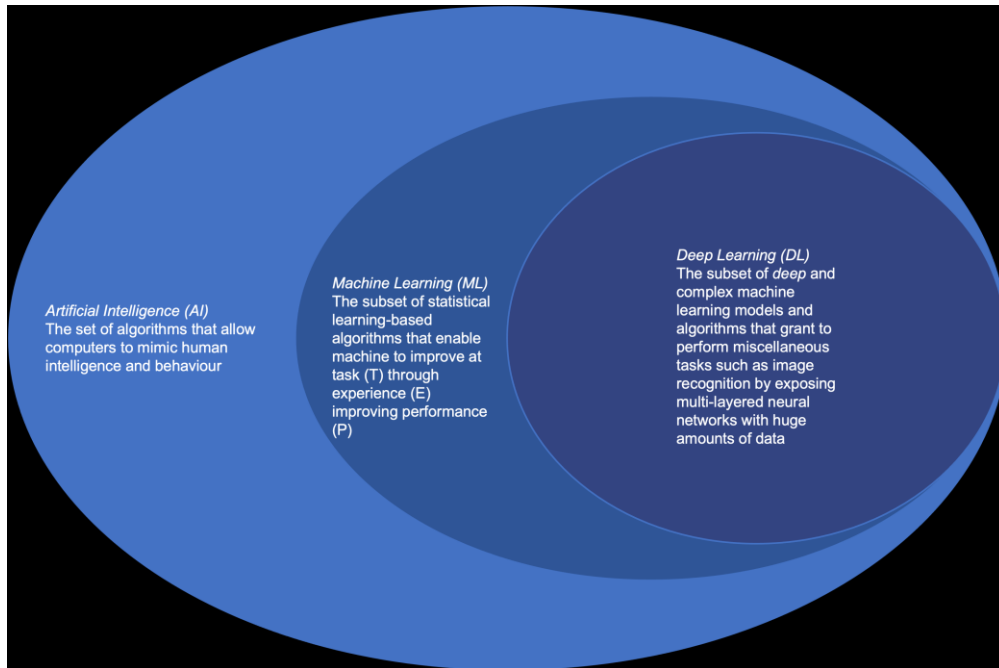 Artificial Intelligence (AI)
The set of algorithms that allow
computers to mimic human
intelligence and behaviour
Machine Learning (ML)
The subset of statistical
learning-based
algorithms that enable
machine to improve at
task (T) through
experience (E)
improving performance
(P)
Deep Learning (DL)
The subset of deep and
complex machine
learning models and
algorithms that grant to
perform miscellaneous
tasks such as image
recognition by exposing
multi-layered neural
networks with huge
amounts of data